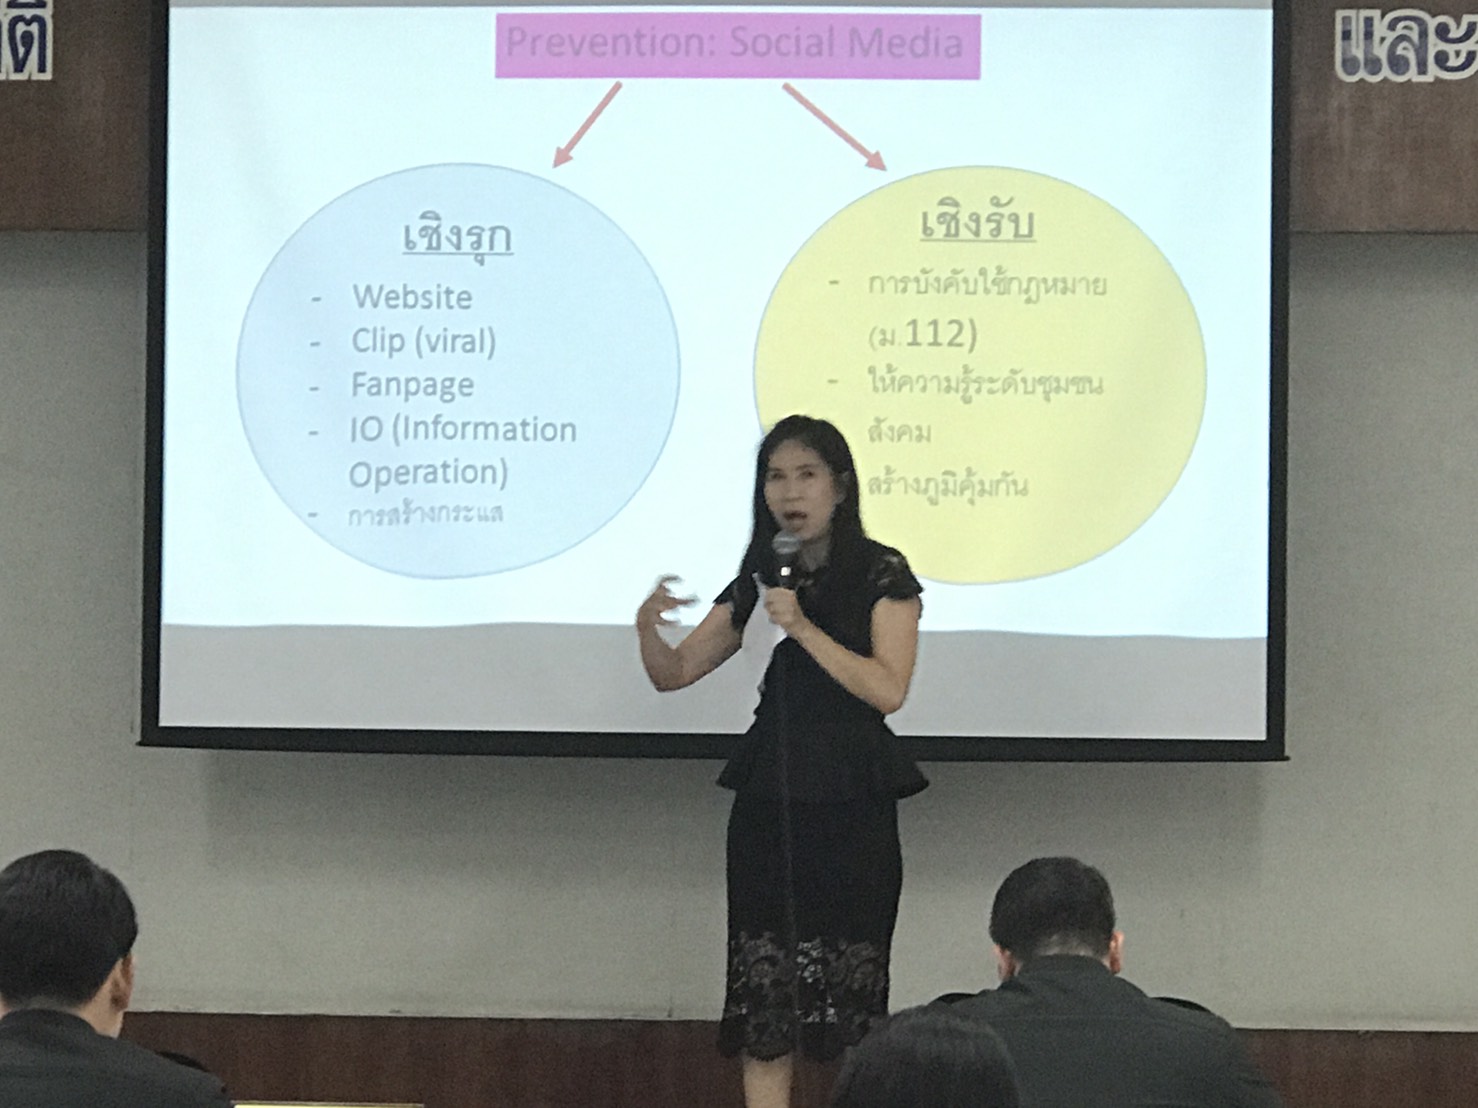 ติ
และ
Prevention: Social Media
เชิงรุก
- Website
- Clip (viral)
- Fanpage
- IO (Information
Operation)
- การสร้างกระแส
เชิงรับ
- การบังคับใช้กฎหมาย
(ม.112)
- ให้ความรู้ระดับชุมชน
สังคม
สร้างภูมิคุ้มกัน